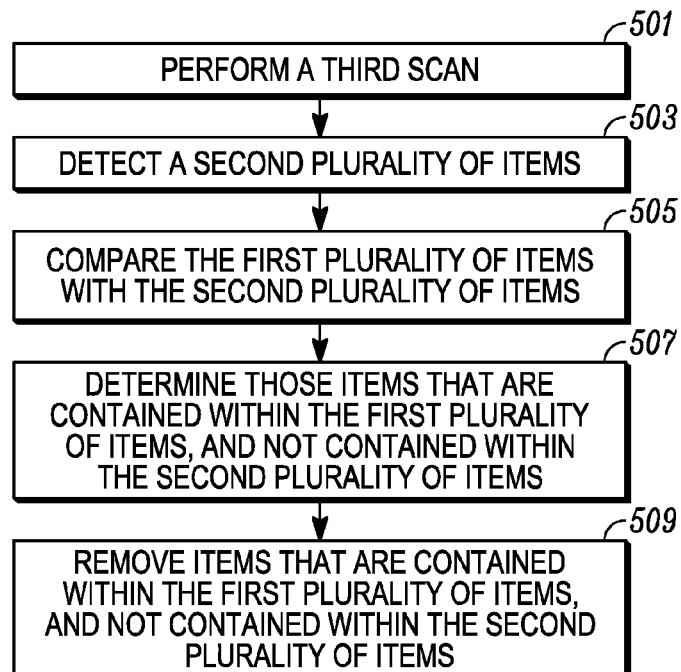 501
PERFORM A THIRD SCAN
503
DETECT A SECOND PLURALITY OF ITEMS
505
COMPARE THE FIRST PLURALITY OF ITEMS
WITH THE SECOND PLURALITY OF ITEMS
507
DETERMINE THOSE ITEMS THAT ARE
CONTAINED WITHIN THE FIRST PLURALITY
OF ITEMS, AND NOT CONTAINED WITHIN
THE SECOND PLURALITY OF ITEMS
509
REMOVE ITEMS THAT ARE CONTAINED
WITHIN THE FIRST PLURALITY OF ITEMS,
AND NOT CONTAINED WITHIN THE SECOND
PLURALITY OF ITEMS